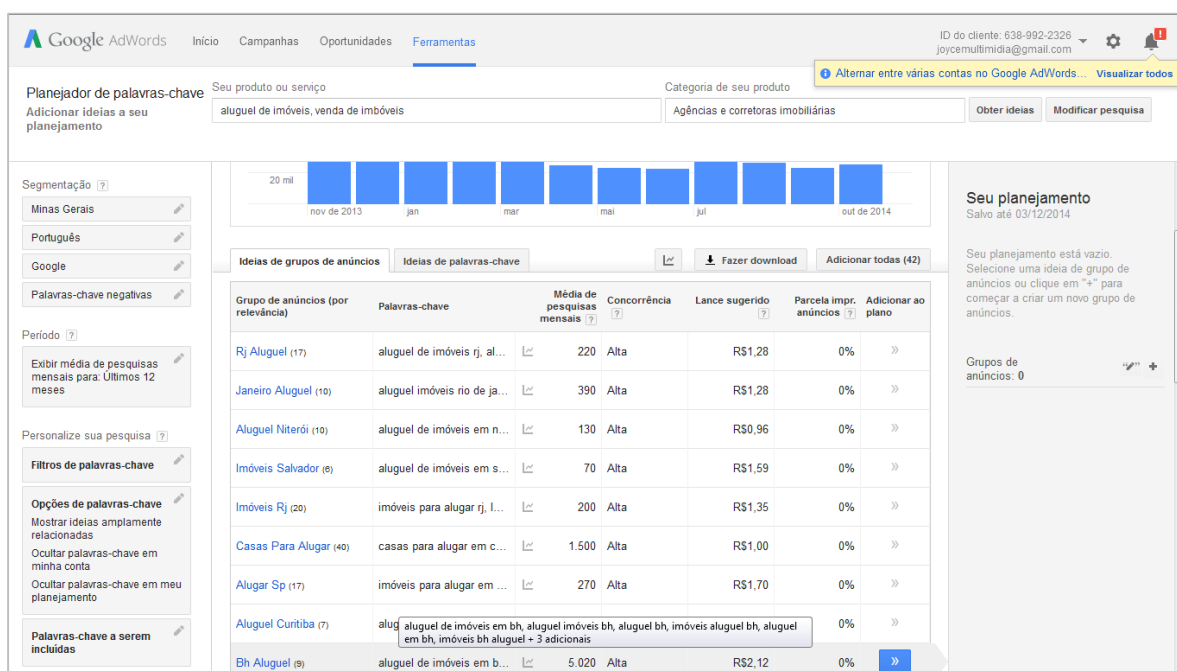 Google AdWords
Início Campanhas Oportunidades Ferramentas
ID do cliente: 638-992-2326
joycemultimidia@gmail.com
!
Alternar entre várias contas no Google AdWords... Visualizar todos
Planejador de palavras-chave
Adicionar ideias a seu
planejamento
Seu produto ou serviço
aluguel de imóveis, venda de imbóveis
Categoria de seu produto
Agências e corretoras imobiliárias
Obter ideias Modificar pesquisa
Segmentação ?
Minas Gerais
Português
Google
Palavras-chave negativas
Período ?
Exibir média de pesquisas
mensais para: Últimos 12
meses
Personalize sua pesquisa ?
Filtros de palavras-chave
Opções de palavras-chave
Mostrar ideias amplamente
relacionadas
Ocultar palavras-chave em
minha conta
Ocultar palavras-chave em meu
planejamento
Palavras-chave a serem
incluídas
20 mil
nov de 2013 jan mar mai jul out de 2014
Ideias de grupos de anúncios Ideias de palavras-chave Fazer download Adicionar todas (42)
Grupo de anúncios (por
relevância)
Palavras-chave
Média de
pesquisas
mensais ?
Concorrência
?
Lance sugerido
?
Parcela impr.
anúncios ?
Adicionar ao
plano
Rj Aluguel (17) aluguel de imóveis rj, al... 220 Alta R$1,28 0% »
Janeiro Aluguel (10) aluguel imóveis rio de ja... 390 Alta R$1,28 0% »
Aluguel Niterói (10) aluguel de imóveis em n... 130 Alta R$0,96 0% »
Imóveis Salvador (6) aluguel de imóveis em s... 70 Alta R$1,59 0% »
Imóveis Rj (20) imóveis para alugar rj, l... 200 Alta R$1,35 0% »
Casas Para Alugar (40) casas para alugar em c... 1.500 Alta R$1,00 0% »
Alugar Sp (17) imóveis para alugar em ... 270 Alta R$1,70 0% »
Aluguel Curitiba (7) 0% »
aluguel de imóveis em bh, aluguel imóveis bh, aluguel bh, imóveis aluguel bh, aluguel
em bh, imóveis bh aluguel + 3 adicionais
Bh Aluguel (9) aluguel de imóveis em b... 5.020 Alta R$2,12 0% »
Seu planejamento
Salvo até 03/12/2014
Seu planejamento está vazio.
Selecione uma ideia de grupo de
anúncios ou clique em "+" para
começar a criar um novo grupo de
anúncios.
Grupos de
anúncios: 0